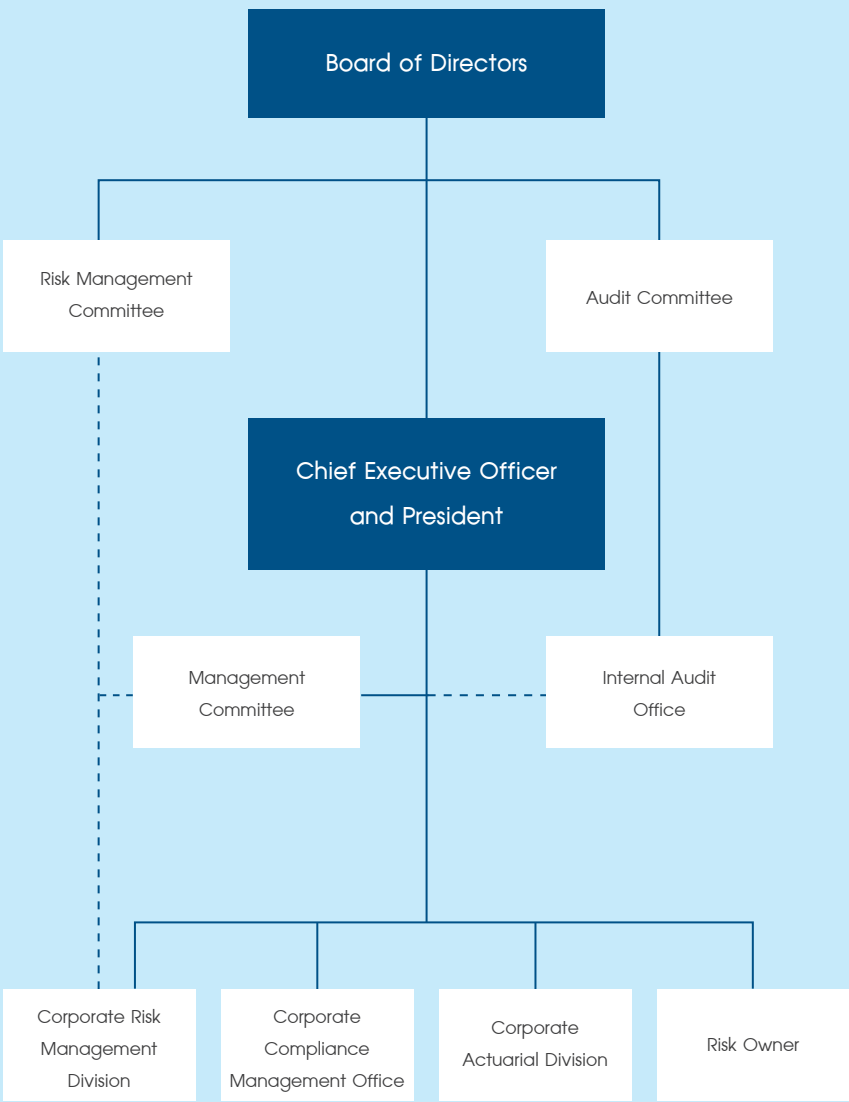 Board of Directors
Risk Management
Committee
Audit Committee
Chief Executive Officer
and President
Management
Committee
Internal Audit
Office
Corporate Risk
Management
Division
Corporate
Compliance
Management Office
Corporate
Actuarial Division
Risk Owner